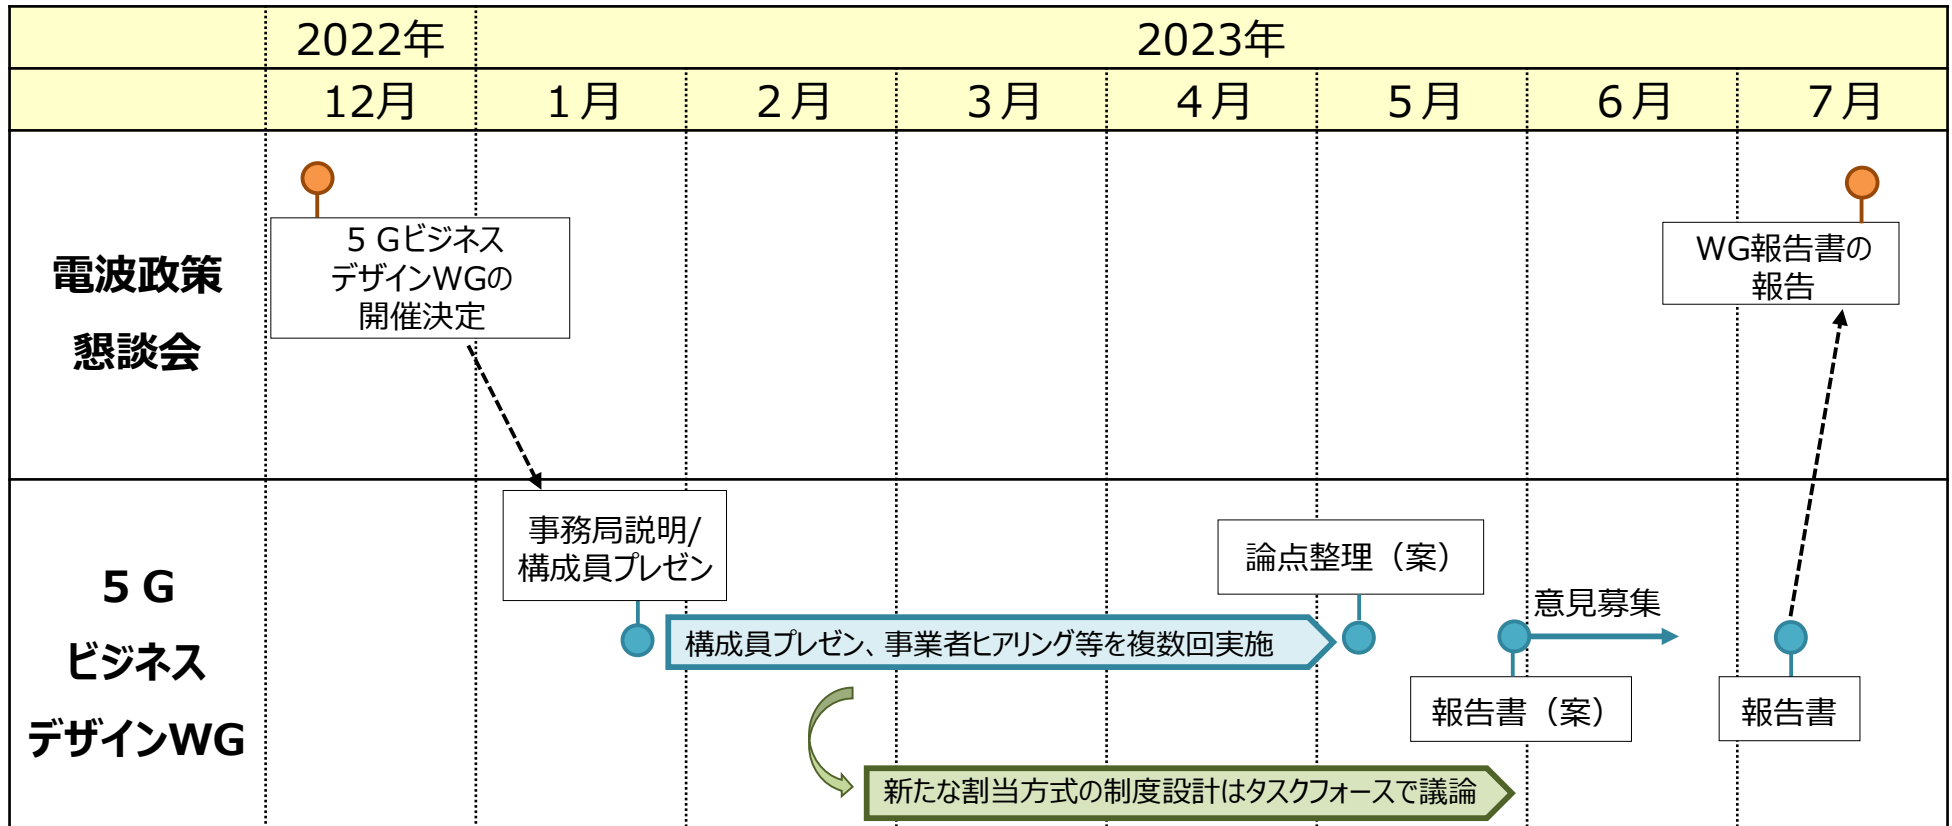 2022年
2023年
12月
1月
2月
3月
4月
5月
6月
7月
電波政策
懇談会
5Gビジネス
デザインWGの
開催決定
WG報告書の
報告
5G
ビジネス
デザインWG
事務局説明/
構成員プレゼン
構成員プレゼン、事業者ヒアリング等を複数回実施
論点整理（案）
意見募集
報告書（案）
報告書
新たな割当方式の制度設計はタスクフォースで議論